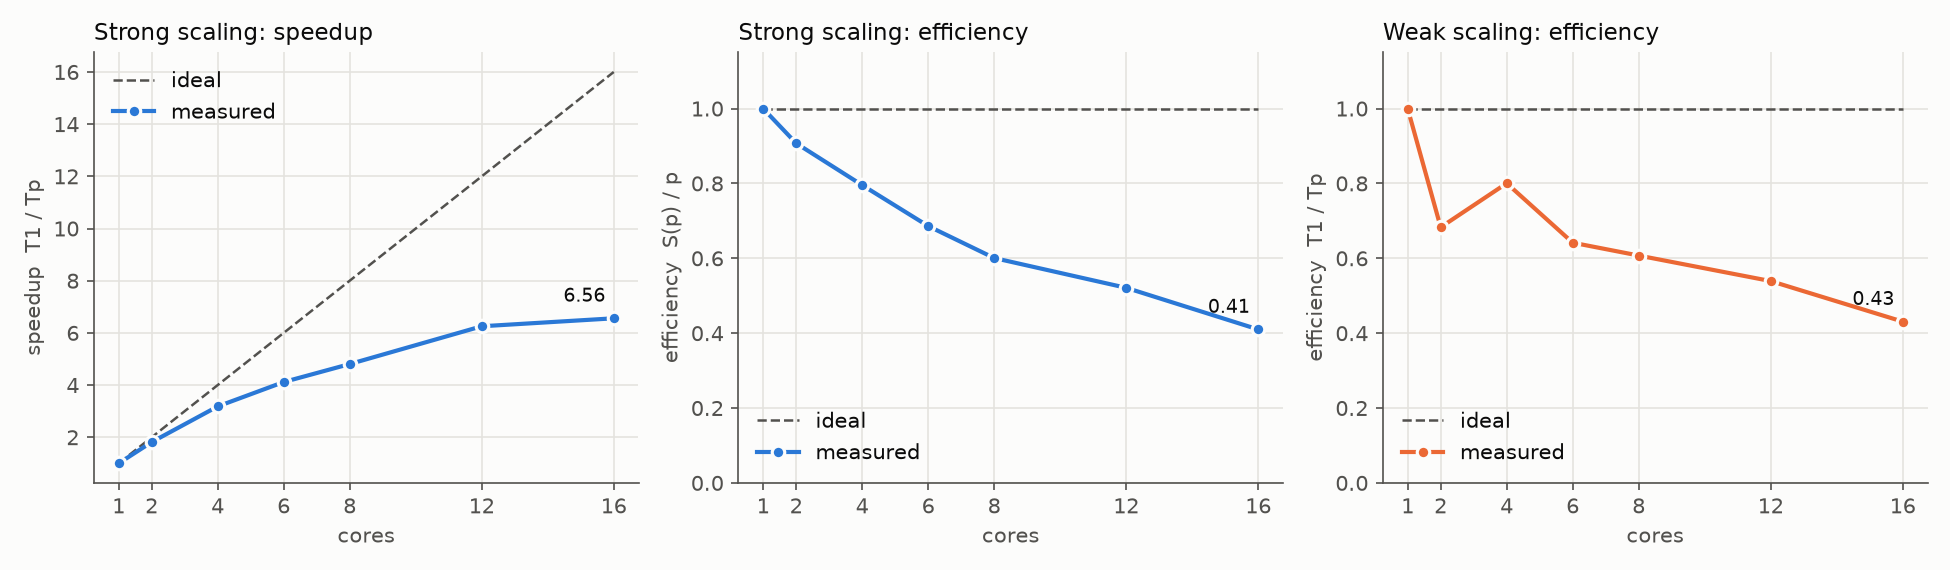 Strong scaling: speedup
speedup  T1 / Tp
16
14
12
10
8
6
4
2
ideal
measured
6.56
1 2 4 6 8 12 16
cores
Strong scaling: efficiency
efficiency  S(p) / p
1.0
0.8
0.6
0.4
0.2
0.0
0.41
ideal
measured
1 2 4 6 8 12 16
cores
Weak scaling: efficiency
efficiency  T1 / Tp
1.0
0.8
0.6
0.4
0.2
0.0
0.43
ideal
measured
1 2 4 6 8 12 16
cores